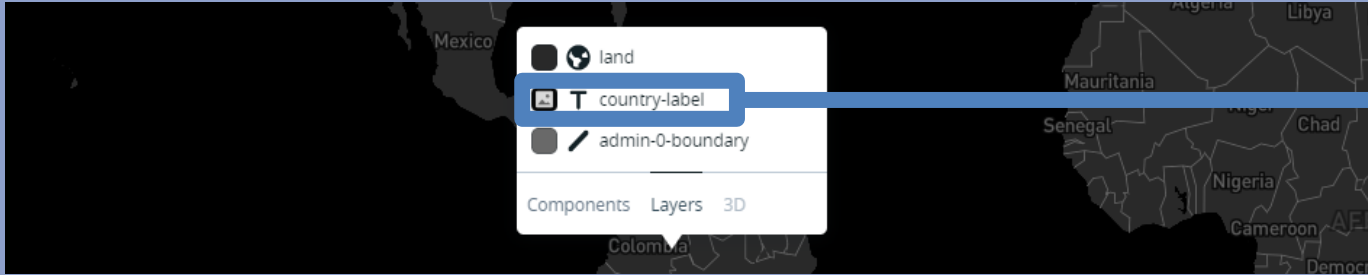 Algeria
Libya
Mexico
land
Mauritania
country-label
Niger
Senegal
Chad
admin-0-boundary
Nigeria
Components Layers 3D
Cameroon
Colombia